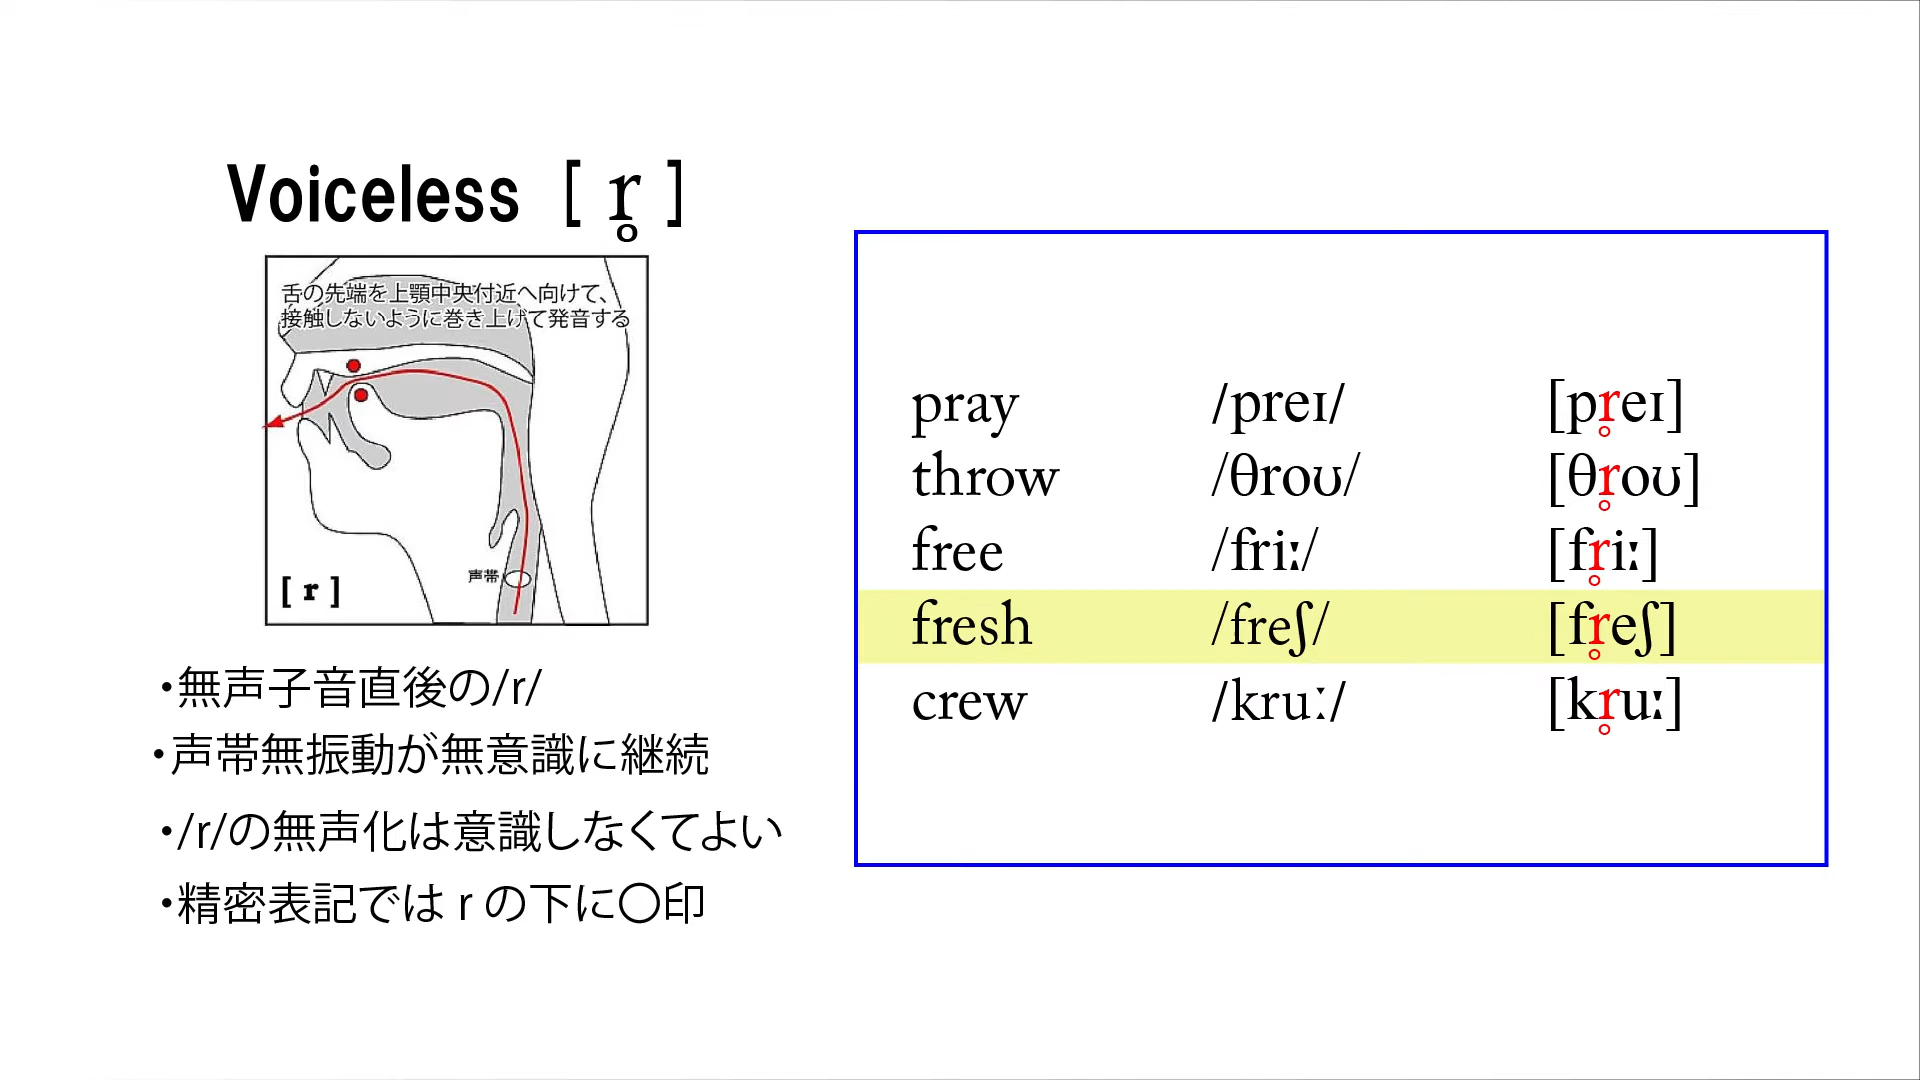 Voiceless [ r̥ ]
舌の先端を上顎中央付近へ向けて、
接触しないように巻き上げて発音する
声帯
[ r ]
・無声子音直後の/r/
・声帯無振動が無意識に継続
・/r/の無声化は意識しなくてよい
・精密表記では r の下に〇印
pray /preɪ/ [pr̥eɪ]
throw /θroʊ/ [θr̥oʊ]
free /friː/ [fr̥iː]
fresh /freʃ/ [fr̥eʃ]
crew /kruː/ [kr̥uː]